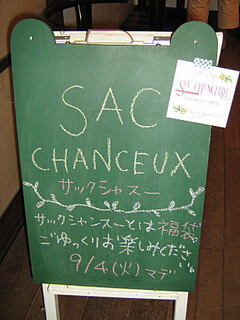 SAC
CHANCEUX
サックシャスー
サックシャンスーとは福袋
ごゆっくりお楽しみくださ
い
9/4(火)マデ
SAC CHANCEUX